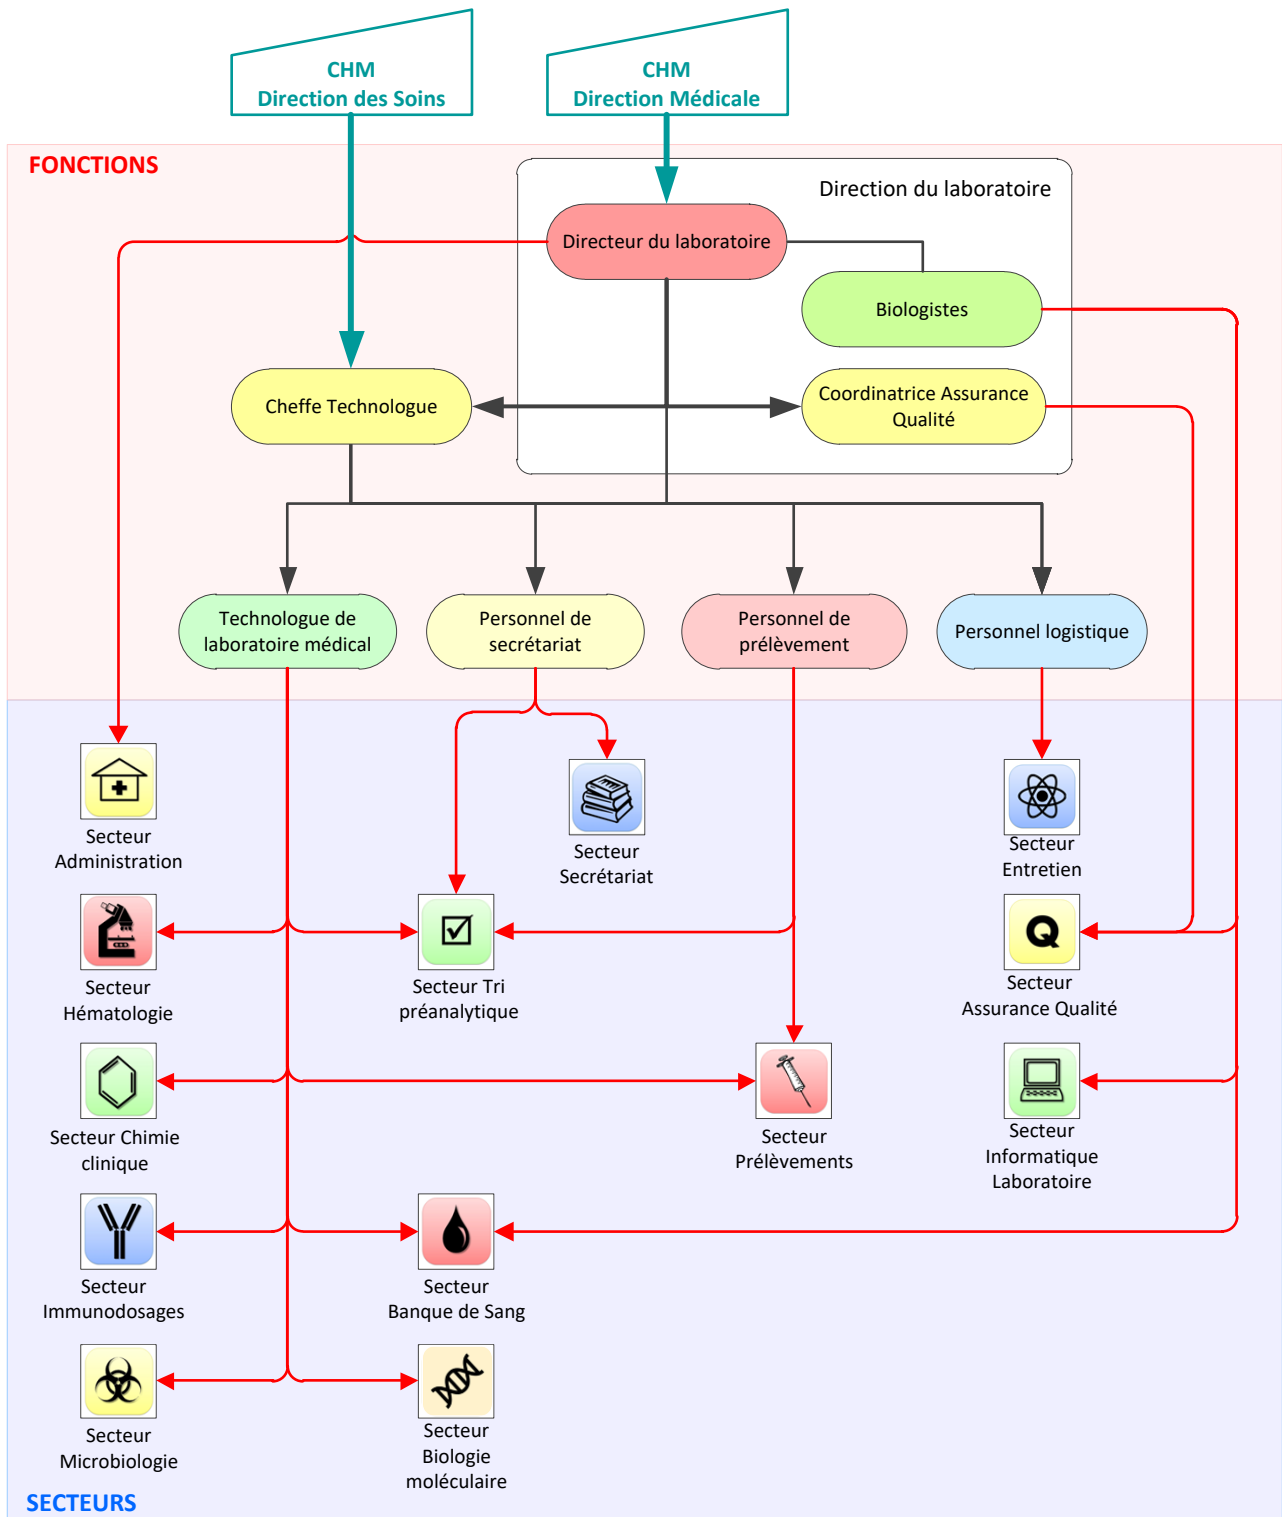 CHM
Direction des Soins
CHM
Direction Médicale
FONCTIONS
Direction du laboratoire
Directeur du laboratoire
Biologistes
Cheffe Technologue
Coordinatrice Assurance
Qualité
Technologue de
laboratoire médical
Personnel de
secrétariat
Personnel de
prélèvement
Personnel logistique
Secteur
Administration
Secteur
Secrétariat
Secteur
Entretien
Q
Secteur
Hématologie
Secteur Tri
préanalytique
Secteur
Assurance Qualité
Secteur Chimie
clinique
Secteur
Prélèvements
Secteur
Informatique
Laboratoire
Secteur
Immunodosages
Secteur
Banque de Sang
Secteur
Microbiologie
Secteur
Biologie
moléculaire
SECTEURS